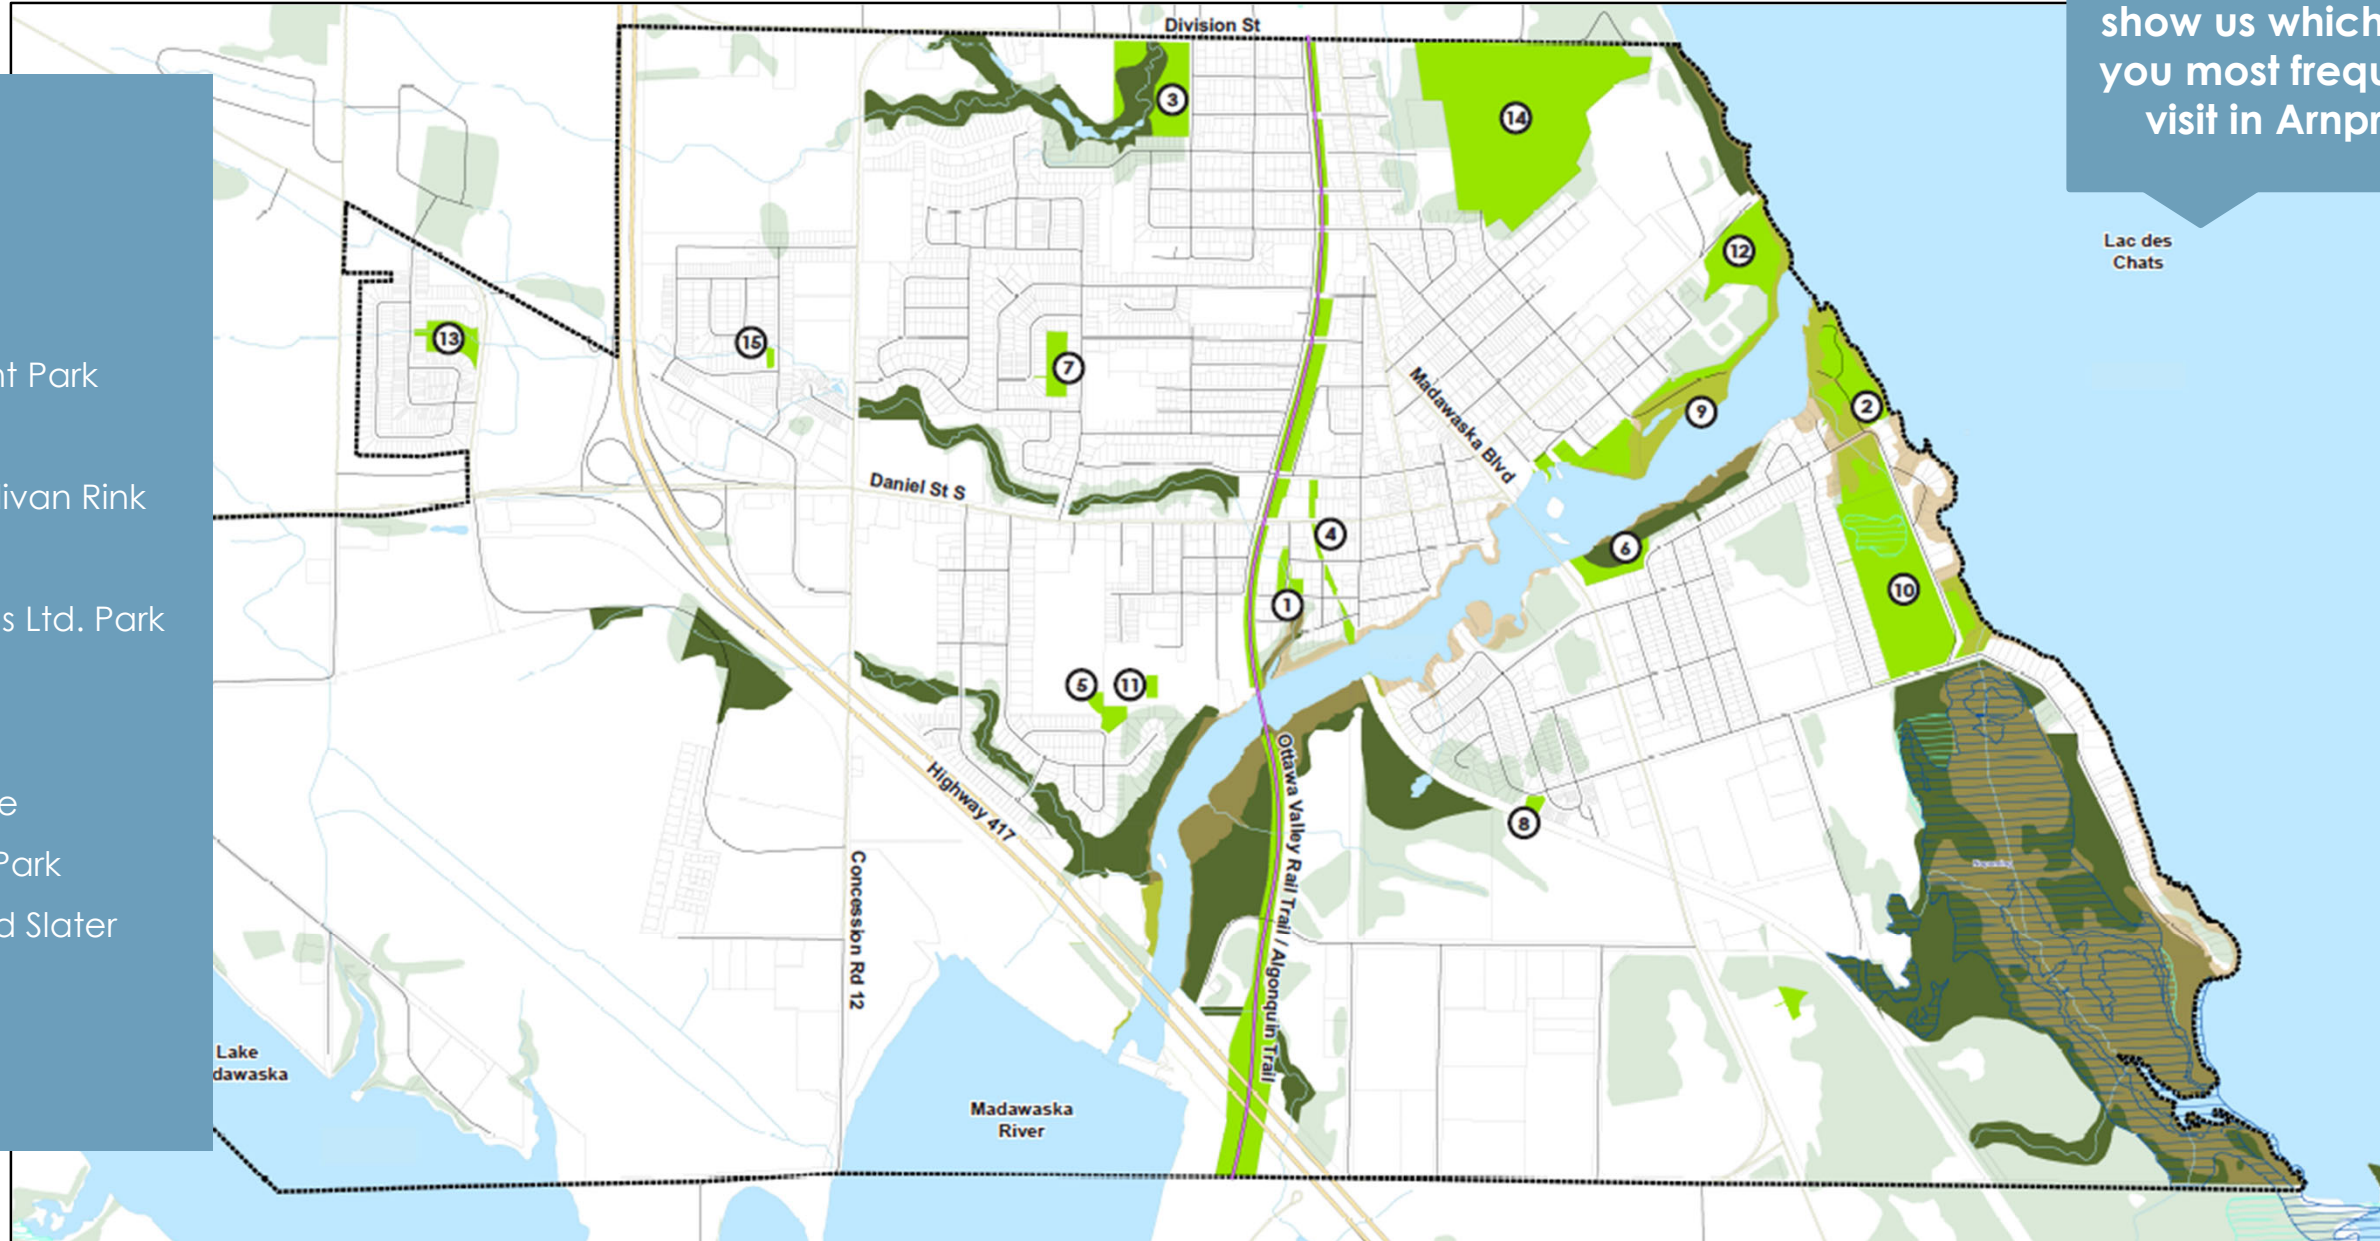 show us which
you most frequ
visit in Arnpr
nt Park
livan Rink
s Ltd. Park
e
Park
d Slater
Division St
Lac des
Chats
Madawaska Blvd
Daniel St S
Highway 417
Concession Rd 12
Ottawa Valley Rail Trail / Algonquin Trail
Lake
dawaska
Madawaska
River
3
14
12
13
15
7
9
2
4
6
10
1
5
11
8